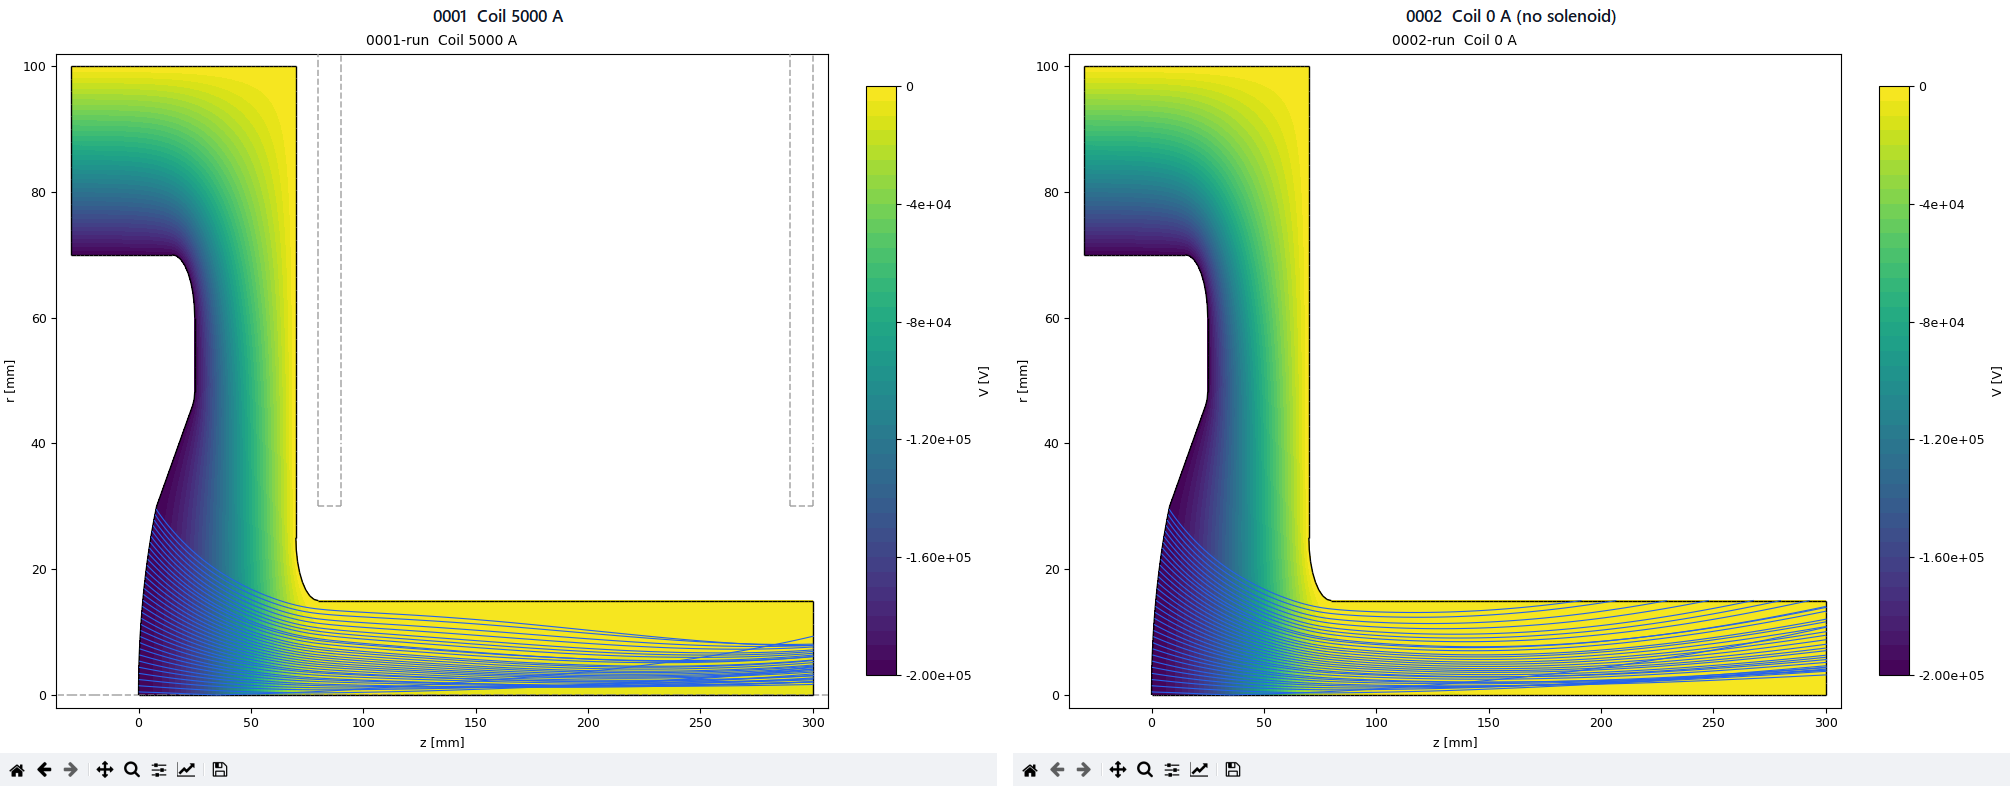 0001 Coil 5000 A
0001-run Coil 5000 A
100
80
60
40
20
0
r [mm]
0
50
100
150
200
250
300
z [mm]
0
-4e+04
-8e+04
-1.20e+05
-1.60e+05
-2.00e+05
V [V]
0002 Coil 0 A (no solenoid)
0002-run Coil 0 A
100
80
60
40
20
0
r [mm]
0
50
100
150
200
250
300
z [mm]
0
-4e+04
-8e+04
-1.20e+05
-1.60e+05
-2.00e+05
V [V]